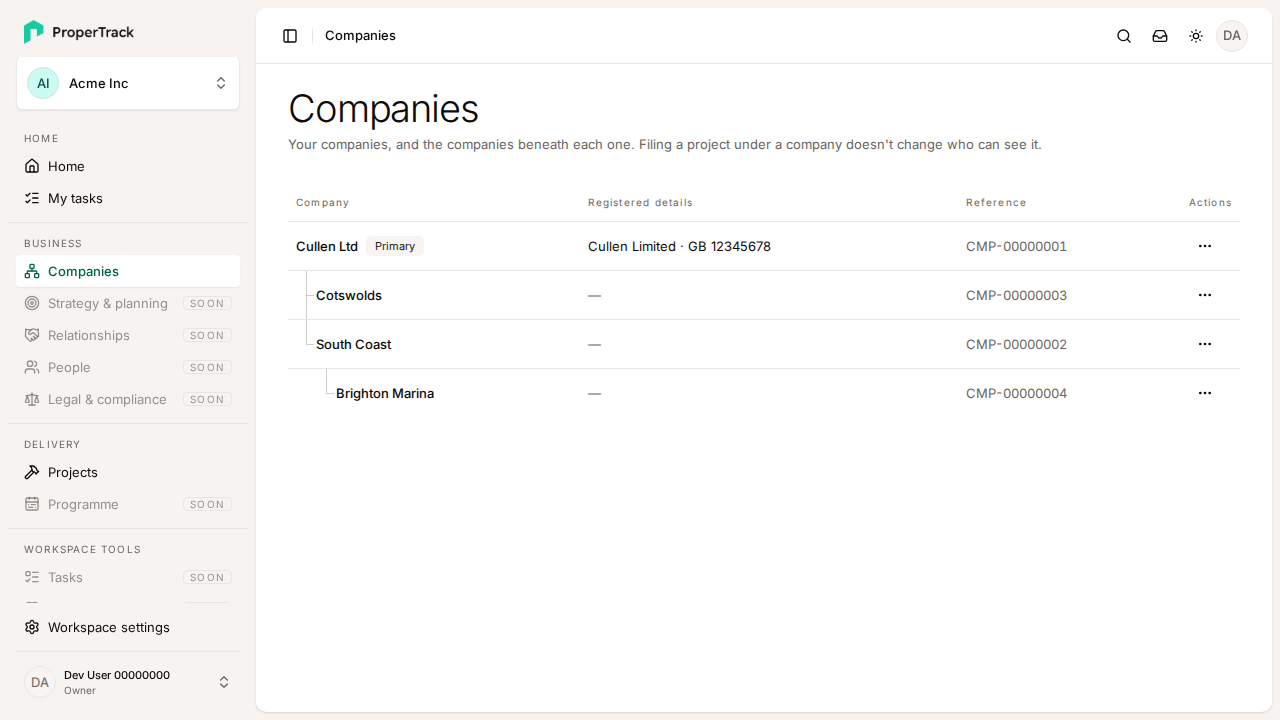 ProperTrack
AI Acme Inc
HOME
Home
My tasks
BUSINESS
Companies
Strategy & planning SOON
Relationships SOON
People SOON
Legal & compliance SOON
DELIVERY
Projects
Programme SOON
WORKSPACE TOOLS
Tasks SOON
Workspace settings
DA Dev User 00000000
Owner
Companies
DA
Companies
Your companies, and the companies beneath each one. Filing a project under a company doesn't change who can see it.
Company Registered details Reference Actions
Cullen Ltd Primary Cullen Limited · GB 12345678 CMP-00000001
Cotswolds — CMP-00000003
South Coast — CMP-00000002
Brighton Marina — CMP-00000004